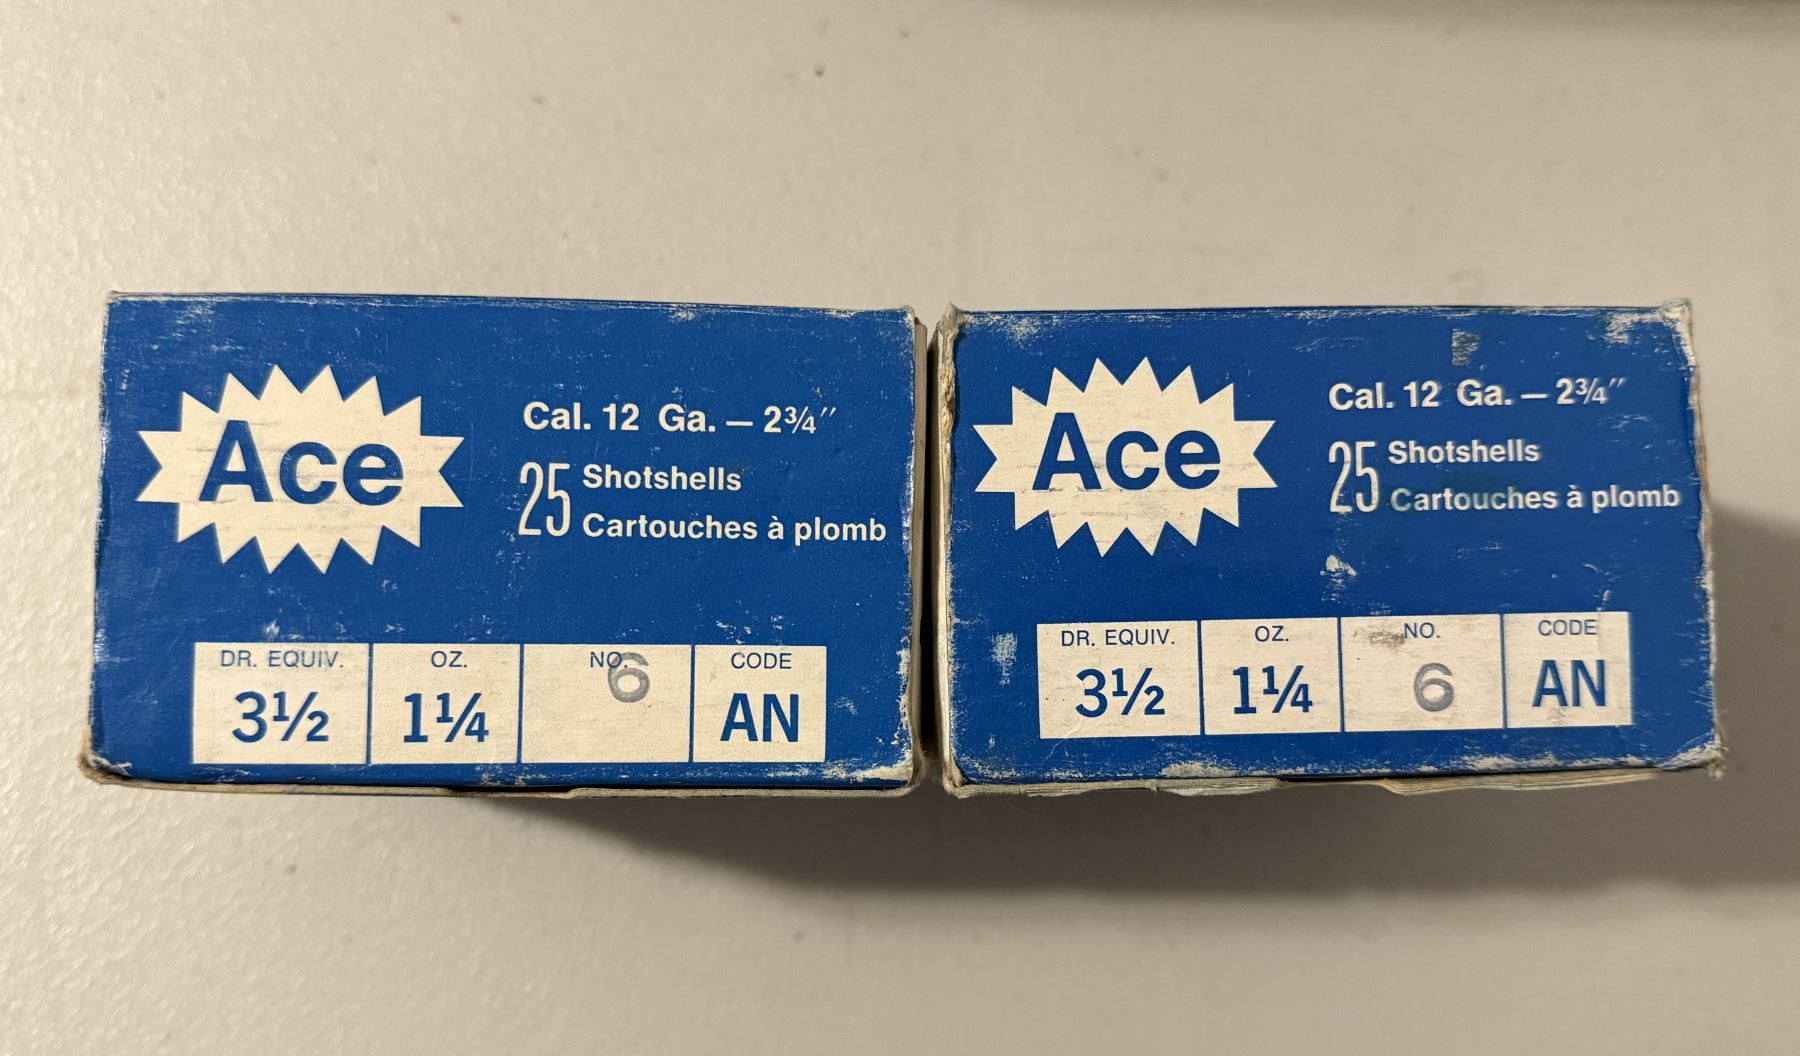 Ace
Cal. 12 Ga. — 2¾″
25 Shotshells
Cartouches à plomb
DR. EQUIV. OZ. NO. CODE
3½ 1¼ 6 AN
Ace
Cal. 12 Ga. — 2¾″
25 Shotshells
Cartouches à plomb
DR. EQUIV. OZ. NO. CODE
3½ 1¼ 6 AN